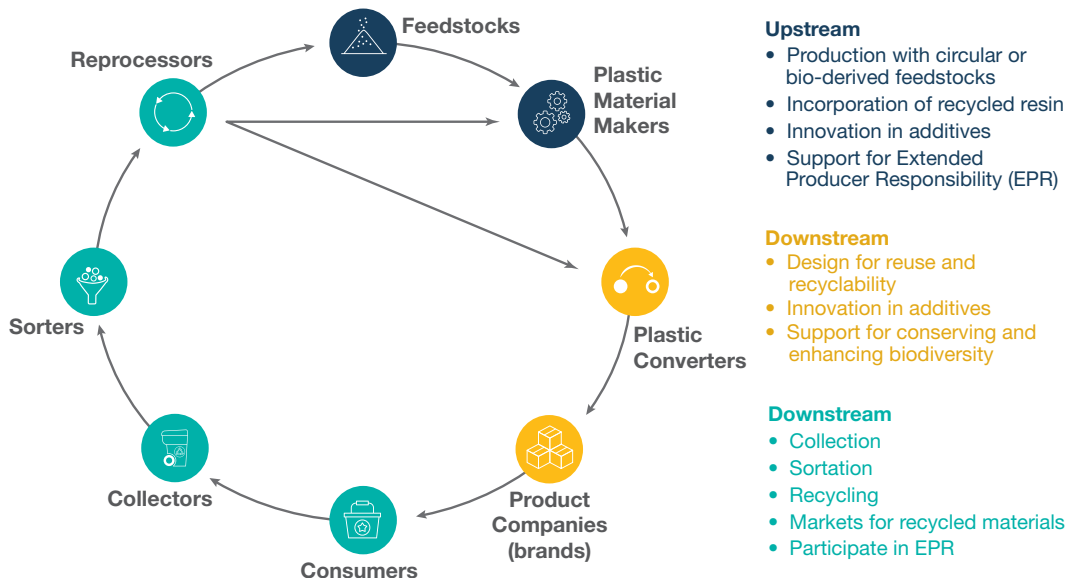 Feedstocks
Reprocessors
Plastic
Material
Makers
Sorters
Plastic
Converters
Collectors
Product
Companies
(brands)
Consumers
Upstream
• Production with circular or
bio-derived feedstocks
• Incorporation of recycled resin
• Innovation in additives
• Support for Extended
Producer Responsibility (EPR)
Downstream
• Design for reuse and
recyclability
• Innovation in additives
• Support for conserving and
enhancing biodiversity
Downstream
• Collection
• Sortation
• Recycling
• Markets for recycled materials
• Participate in EPR